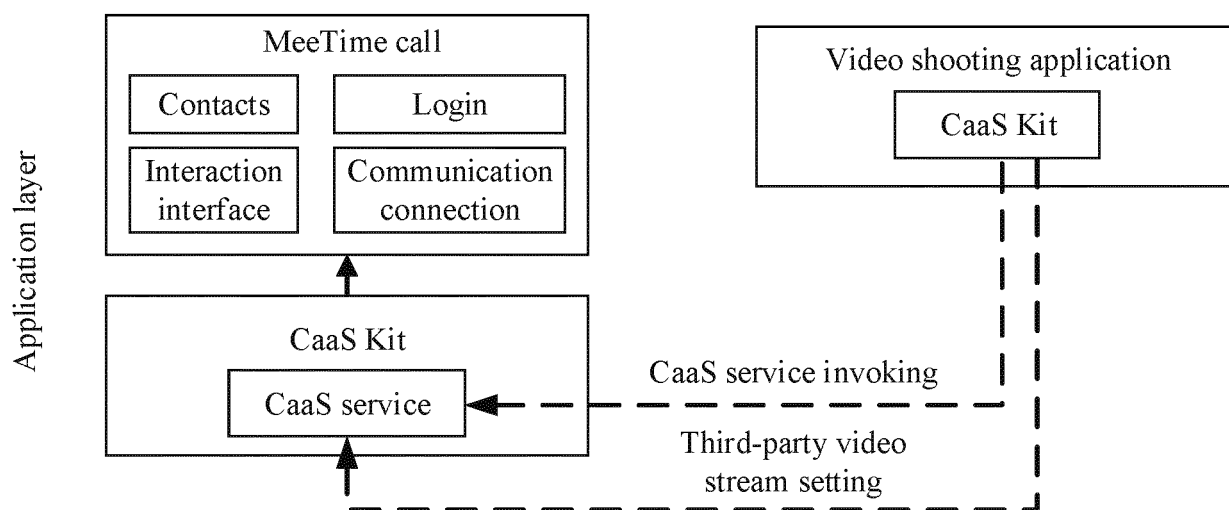 MeeTime call
Contacts
Login
Interaction
interface
Communication
connection
Application layer
CaaS Kit
CaaS service
Video shooting application
CaaS Kit
CaaS service invoking
Third-party video
stream setting